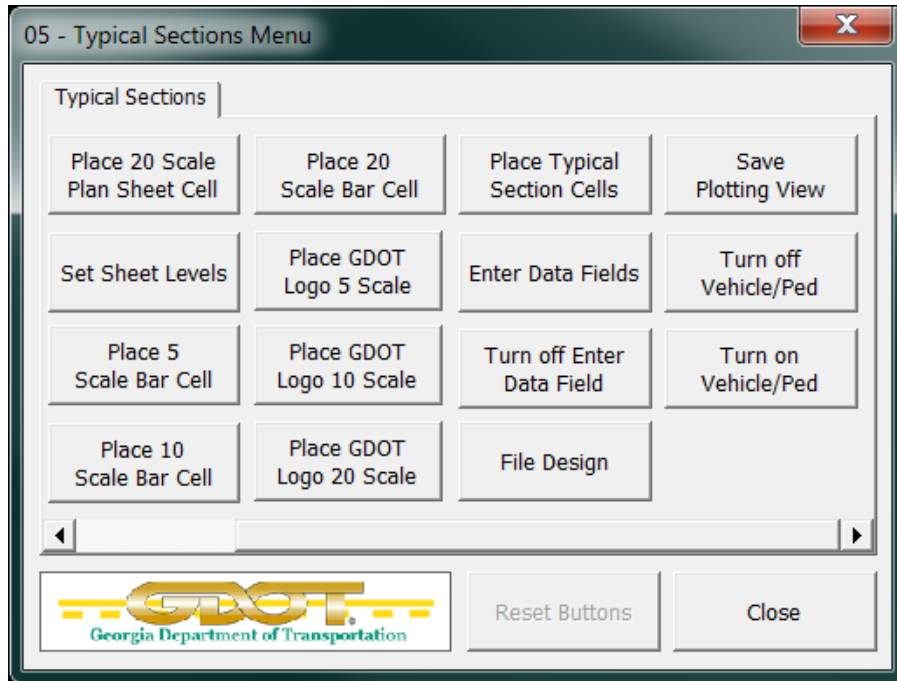 05 - Typical Sections Menu
X
Typical Sections
Place 20 Scale
Plan Sheet Cell
Place 20
Scale Bar Cell
Place Typical
Section Cells
Save
Plotting View
Set Sheet Levels
Place GDOT
Logo 5 Scale
Enter Data Fields
Turn off
Vehicle/Ped
Place 5
Scale Bar Cell
Place GDOT
Logo 10 Scale
Turn off Enter
Data Field
Turn on
Vehicle/Ped
Place 10
Scale Bar Cell
Place GDOT
Logo 20 Scale
File Design
GDOT®
Georgia Department of Transportation
Reset Buttons
Close